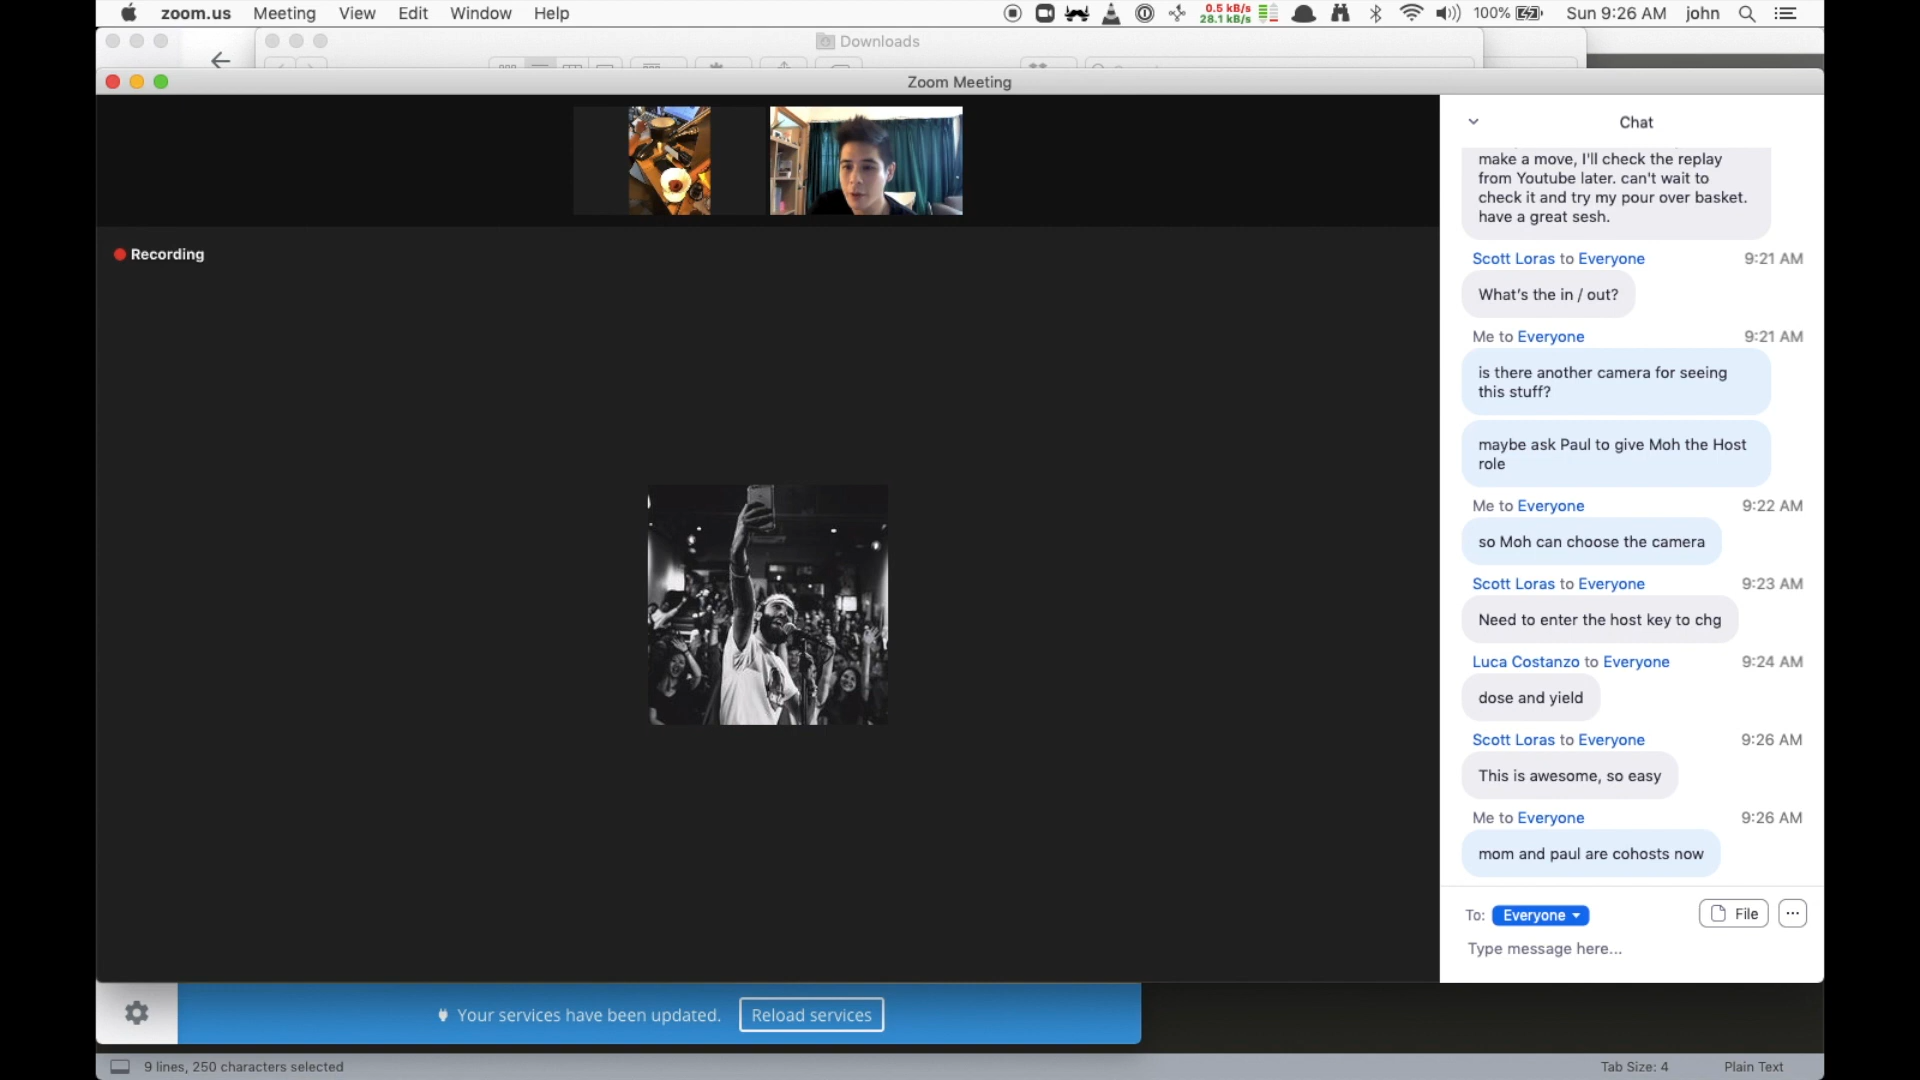 zoom.us Meeting View Edit Window Help
0.5 kB/s
28.1 kB/s
100%
Sun 9:26 AM john
Downloads
Zoom Meeting
Recording
Chat
make a move, I'll check the replay
from Youtube later. can't wait to
check it and try my pour over basket.
have a great sesh.
Scott Loras to Everyone 9:21 AM
What's the in / out?
Me to Everyone 9:21 AM
is there another camera for seeing
this stuff?
maybe ask Paul to give Moh the Host
role
Me to Everyone 9:22 AM
so Moh can choose the camera
Scott Loras to Everyone 9:23 AM
Need to enter the host key to chg
Luca Costanzo to Everyone 9:24 AM
dose and yield
Scott Loras to Everyone 9:26 AM
This is awesome, so easy
Me to Everyone 9:26 AM
mom and paul are cohosts now
To: Everyone File
Type message here...
Your services have been updated. Reload services
9 lines, 250 characters selected
Tab Size: 4 Plain Text